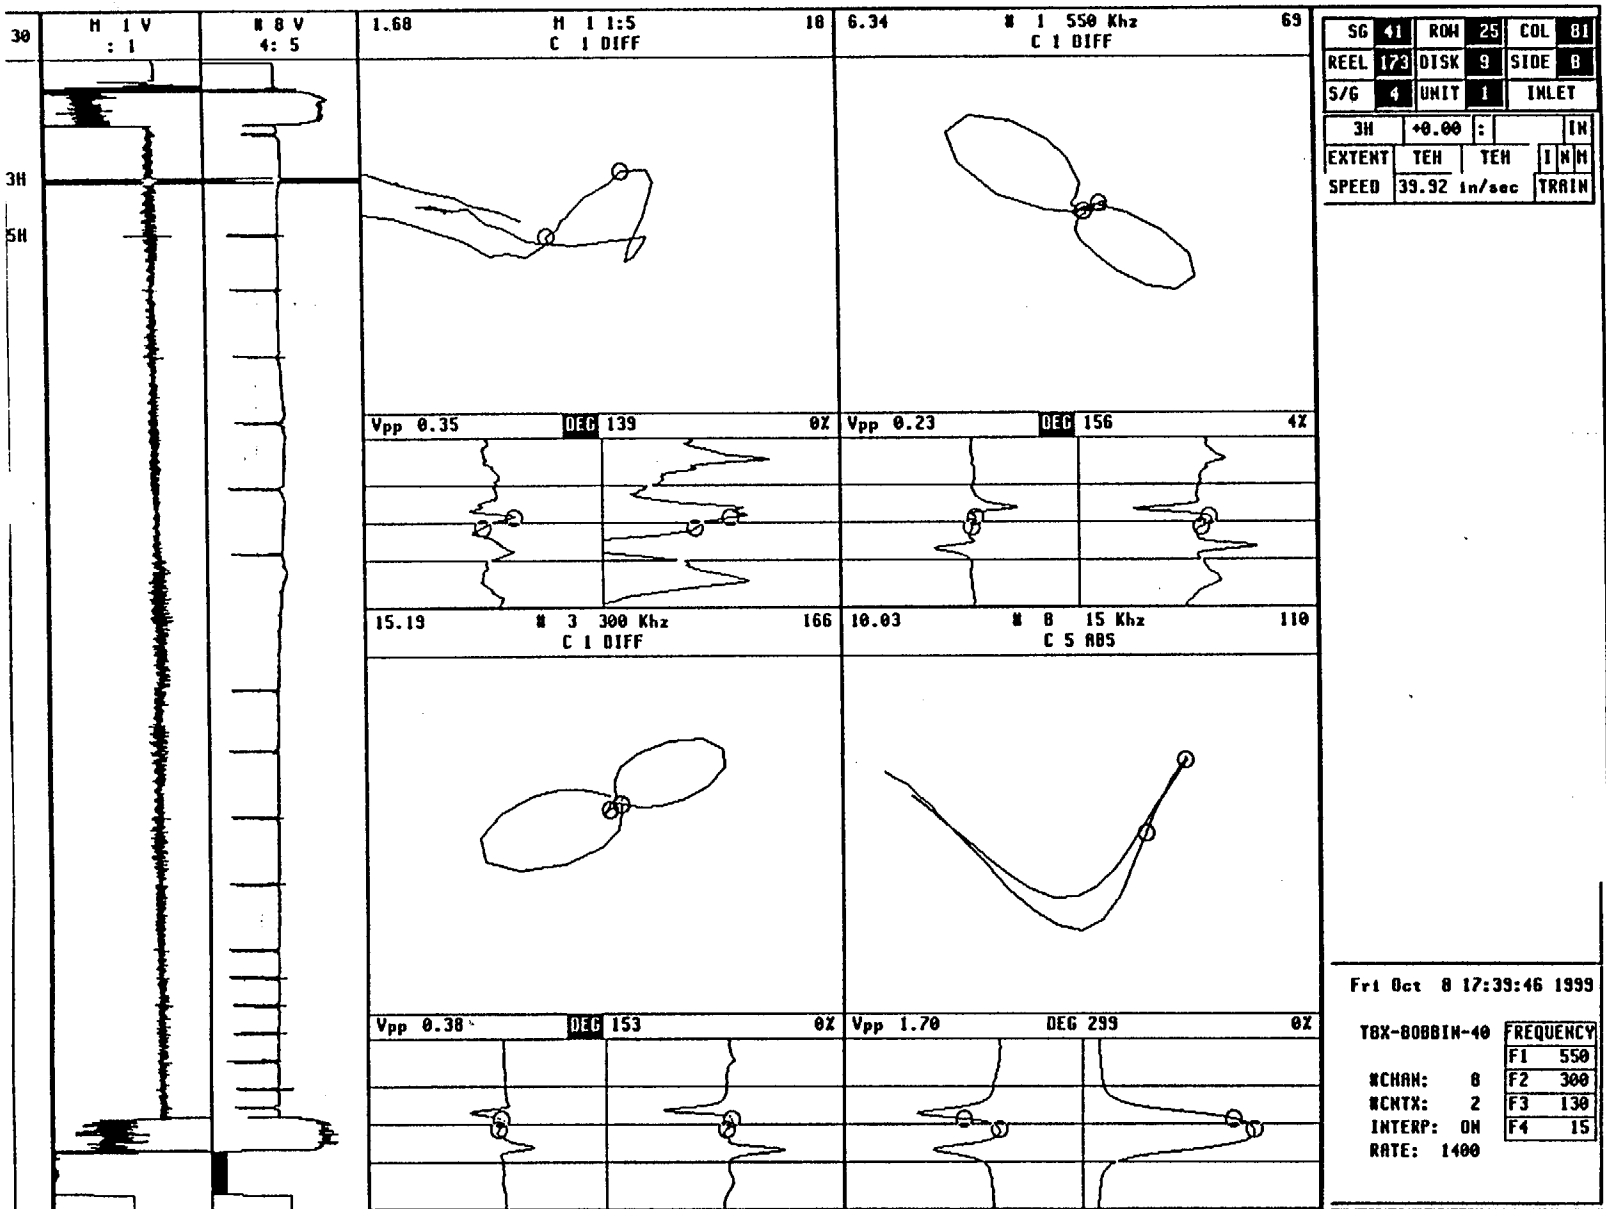 30
M 1 V
: 1
# 8 V
4: 5
3H
5H
1.68 M 1 1:5 18
C 1 DIFF
6.34 # 1 550 Khz 69
C 1 DIFF
Vpp 0.35 DEG 139 0%
Vpp 0.23 DEG 156 4%
15.19 # 3 300 Khz 166
C 1 DIFF
10.03 # 8 15 Khz 110
C 5 ABS
Vpp 0.38 DEG 153 0%
Vpp 1.70 DEG 299 0%
SG 41 ROW 25 COL 81
REEL 173 DISK 9 SIDE B
S/G 4 UNIT 1 INLET
3H +0.00 : IN
EXTENT TEH TEH I N M
SPEED 39.92 in/sec TRAIN
Fri Oct 8 17:39:46 1999
TBX-BOBBIN-40
#CHAN: 8
#CNTX: 2
INTERP: ON
RATE: 1400
FREQUENCY
F1 550
F2 300
F3 130
F4 15